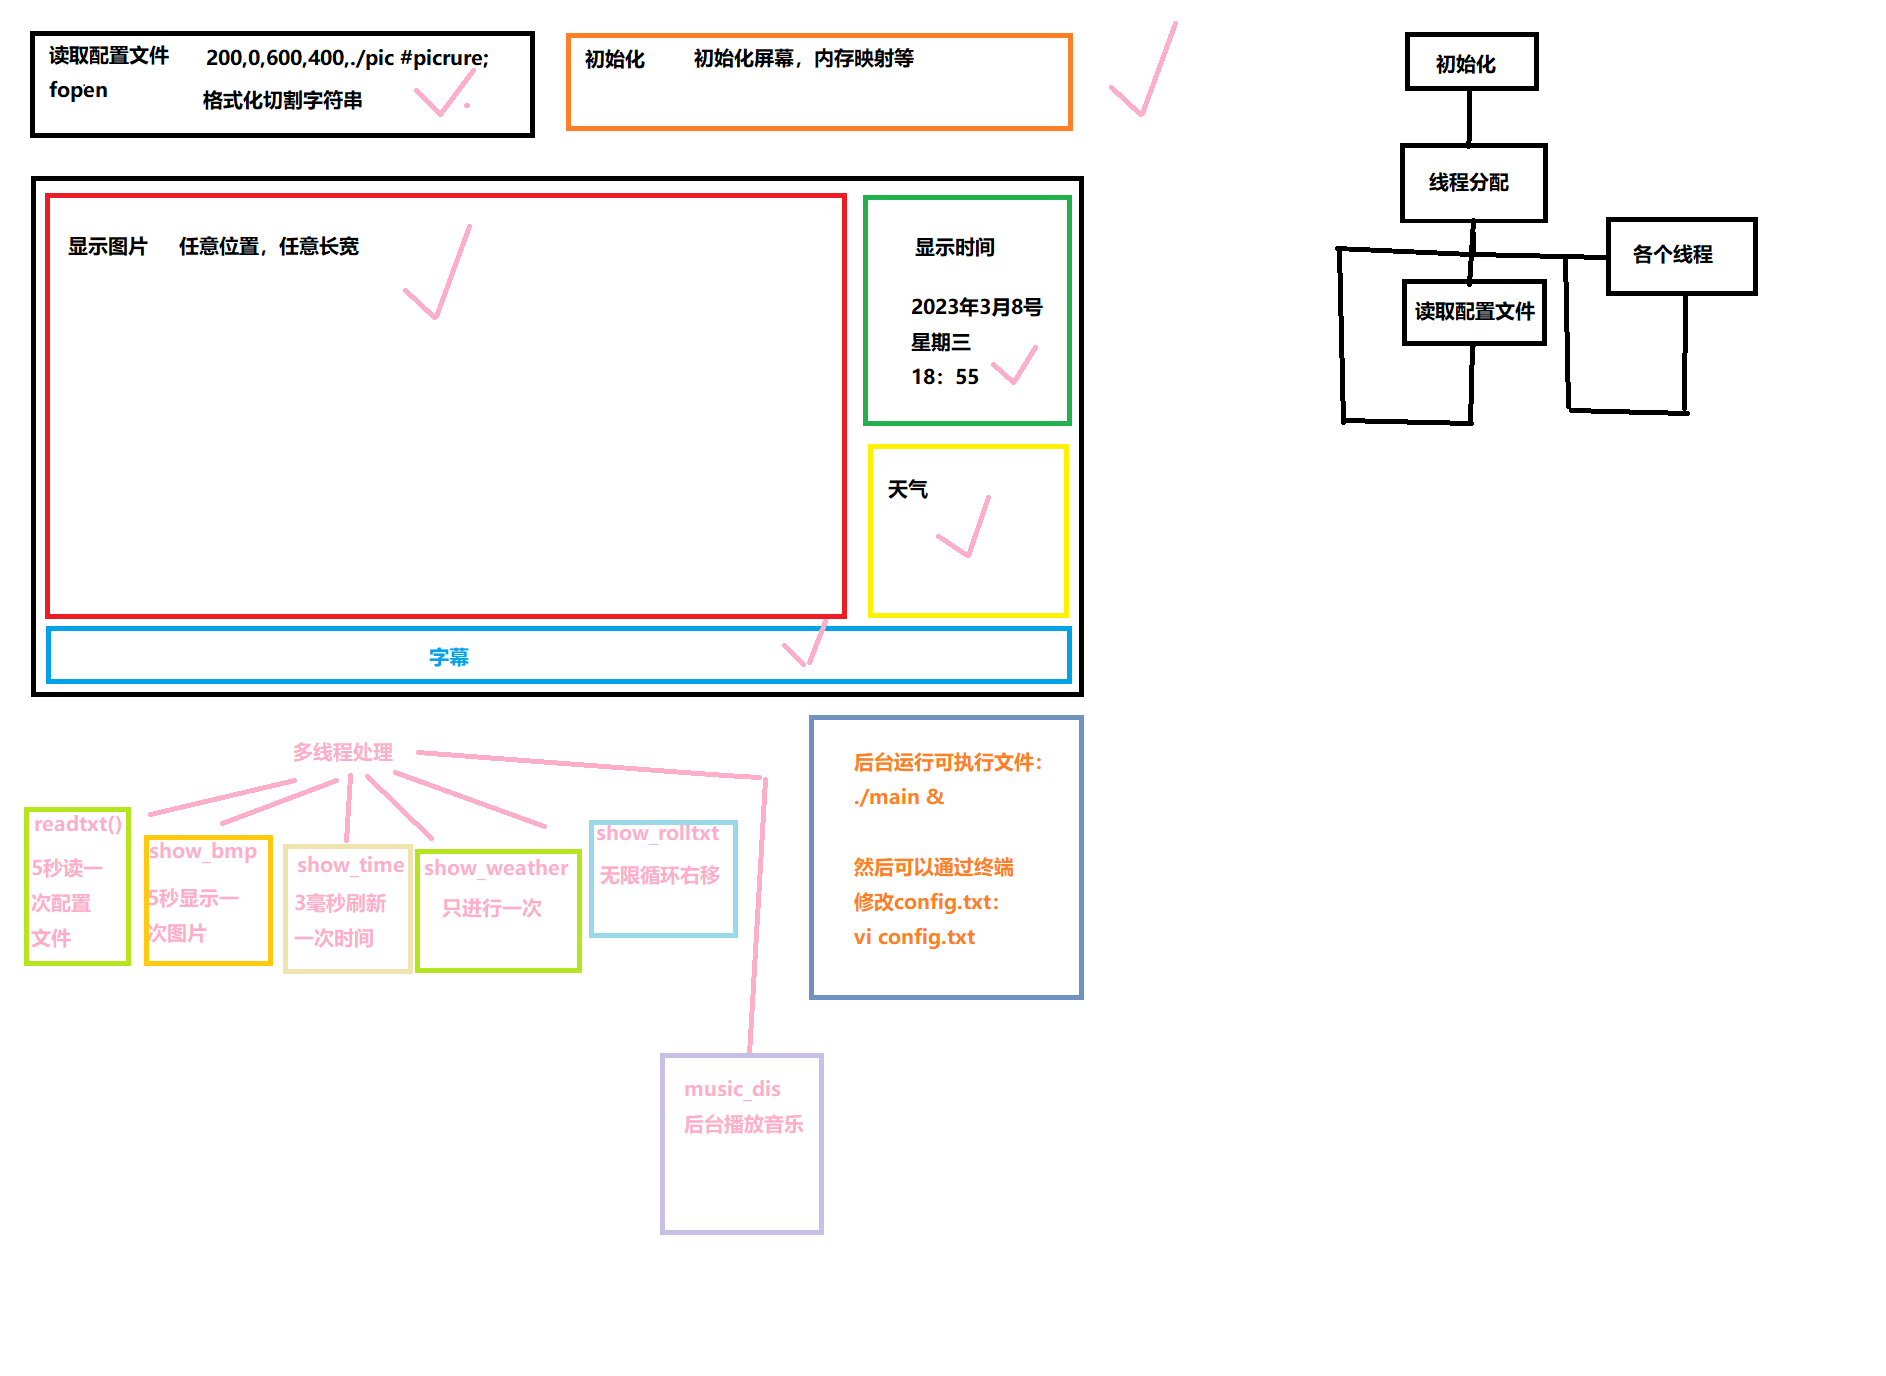 读取配置文件
fopen
200,0,600,400,./pic #picrure;
格式化切割字符串
初始化 初始化屏幕，内存映射等
显示图片 任意位置，任意长宽
显示时间
2023年3月8号
星期三
18：55
天气
字幕
初始化
线程分配
各个线程
读取配置文件
多线程处理
readtxt()
5秒读一
次配置
文件
show_bmp
5秒显示一
次图片
show_time
3毫秒刷新
一次时间
show_weather
只进行一次
show_rolltxt
无限循环右移
后台运行可执行文件：
./main &
然后可以通过终端
修改config.txt：
vi config.txt
music_dis
后台播放音乐